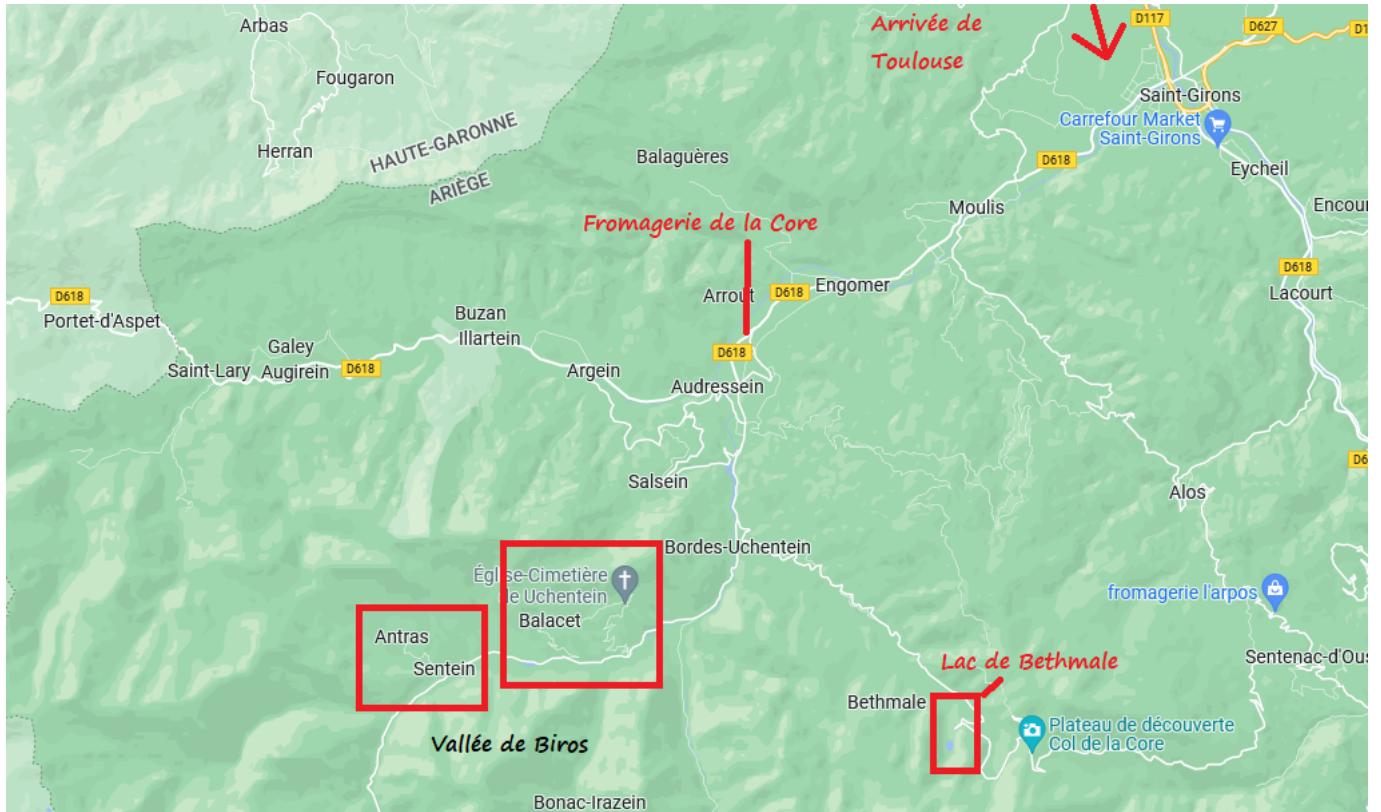 Arrivée de
Toulouse
D117
D627
D1
Arbas
Fougaron
Saint-Girons
Carrefour Market
Saint-Girons
HAUTE-GARONNE
ARIÈGE
Herran
Balaguères
D618
Eycheil
Moulis
Encour
Fromagerie de la Core
D618
Portet-d'Aspet
Arrout
D618
Engomer
D618
Lacourt
Buzan
Illartein
Galey
Saint-Lary
Augirein
D618
Argein
D618
Audressein
Salsein
D6
Alos
Bordes-Uchentein
Église-Cimetière
de Uchentein
Balacet
fromagerie l'arpos
Antras
Sentein
Lac de Bethmale
Sentenac-d'Ous
Bethmale
Plateau de découverte
Col de la Core
Vallée de Biros
Bonac-Irazein